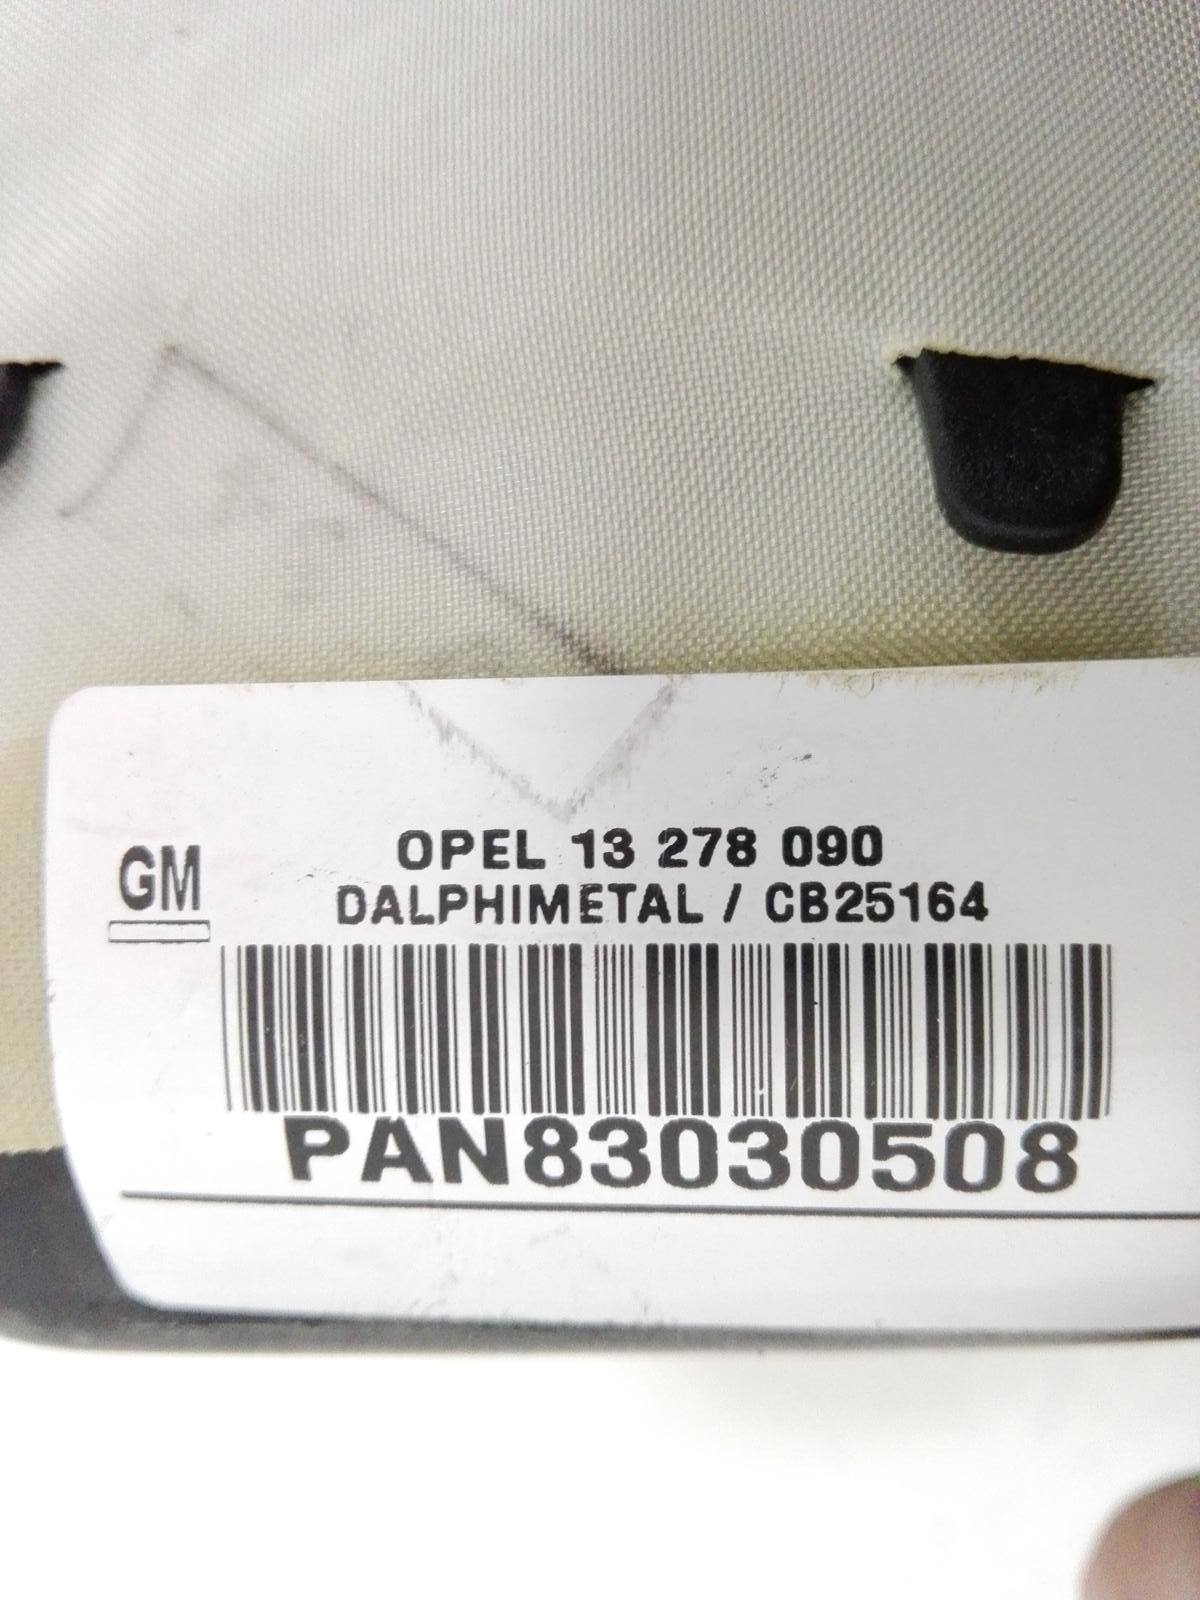 GM
OPEL 13 278 090
DALPHIMETAL / CB25164
PAN83030508